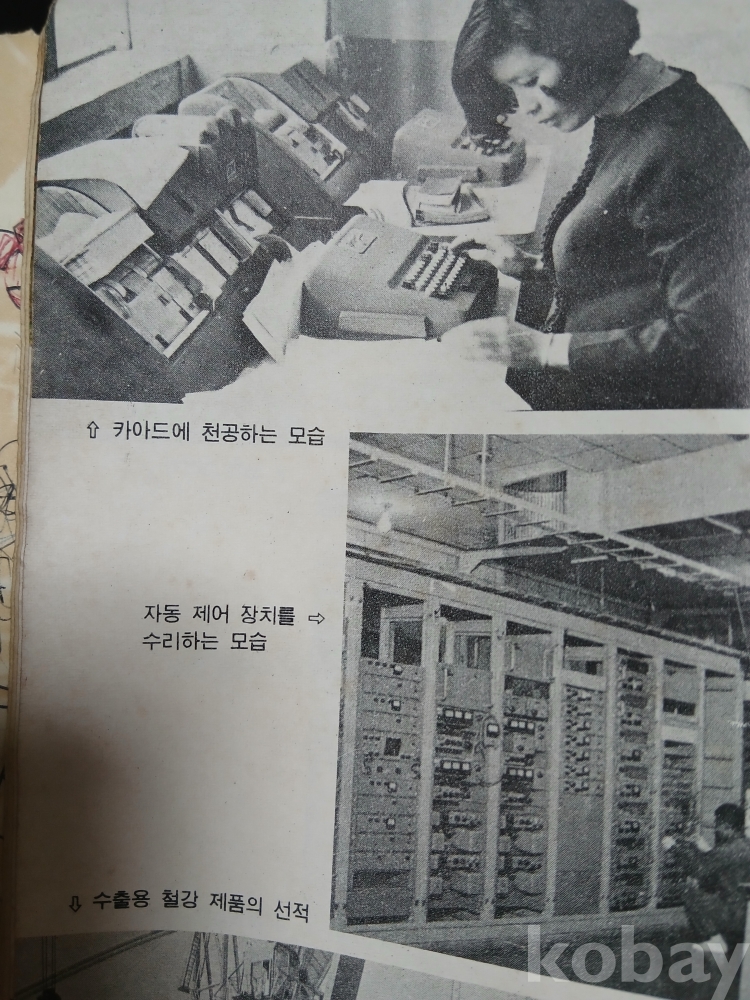 ⇧ 카아드에 천공하는 모습
자동 제어 장치를 ⇨
수리하는 모습
⇩ 수출용 철강 제품의 선적
kobay